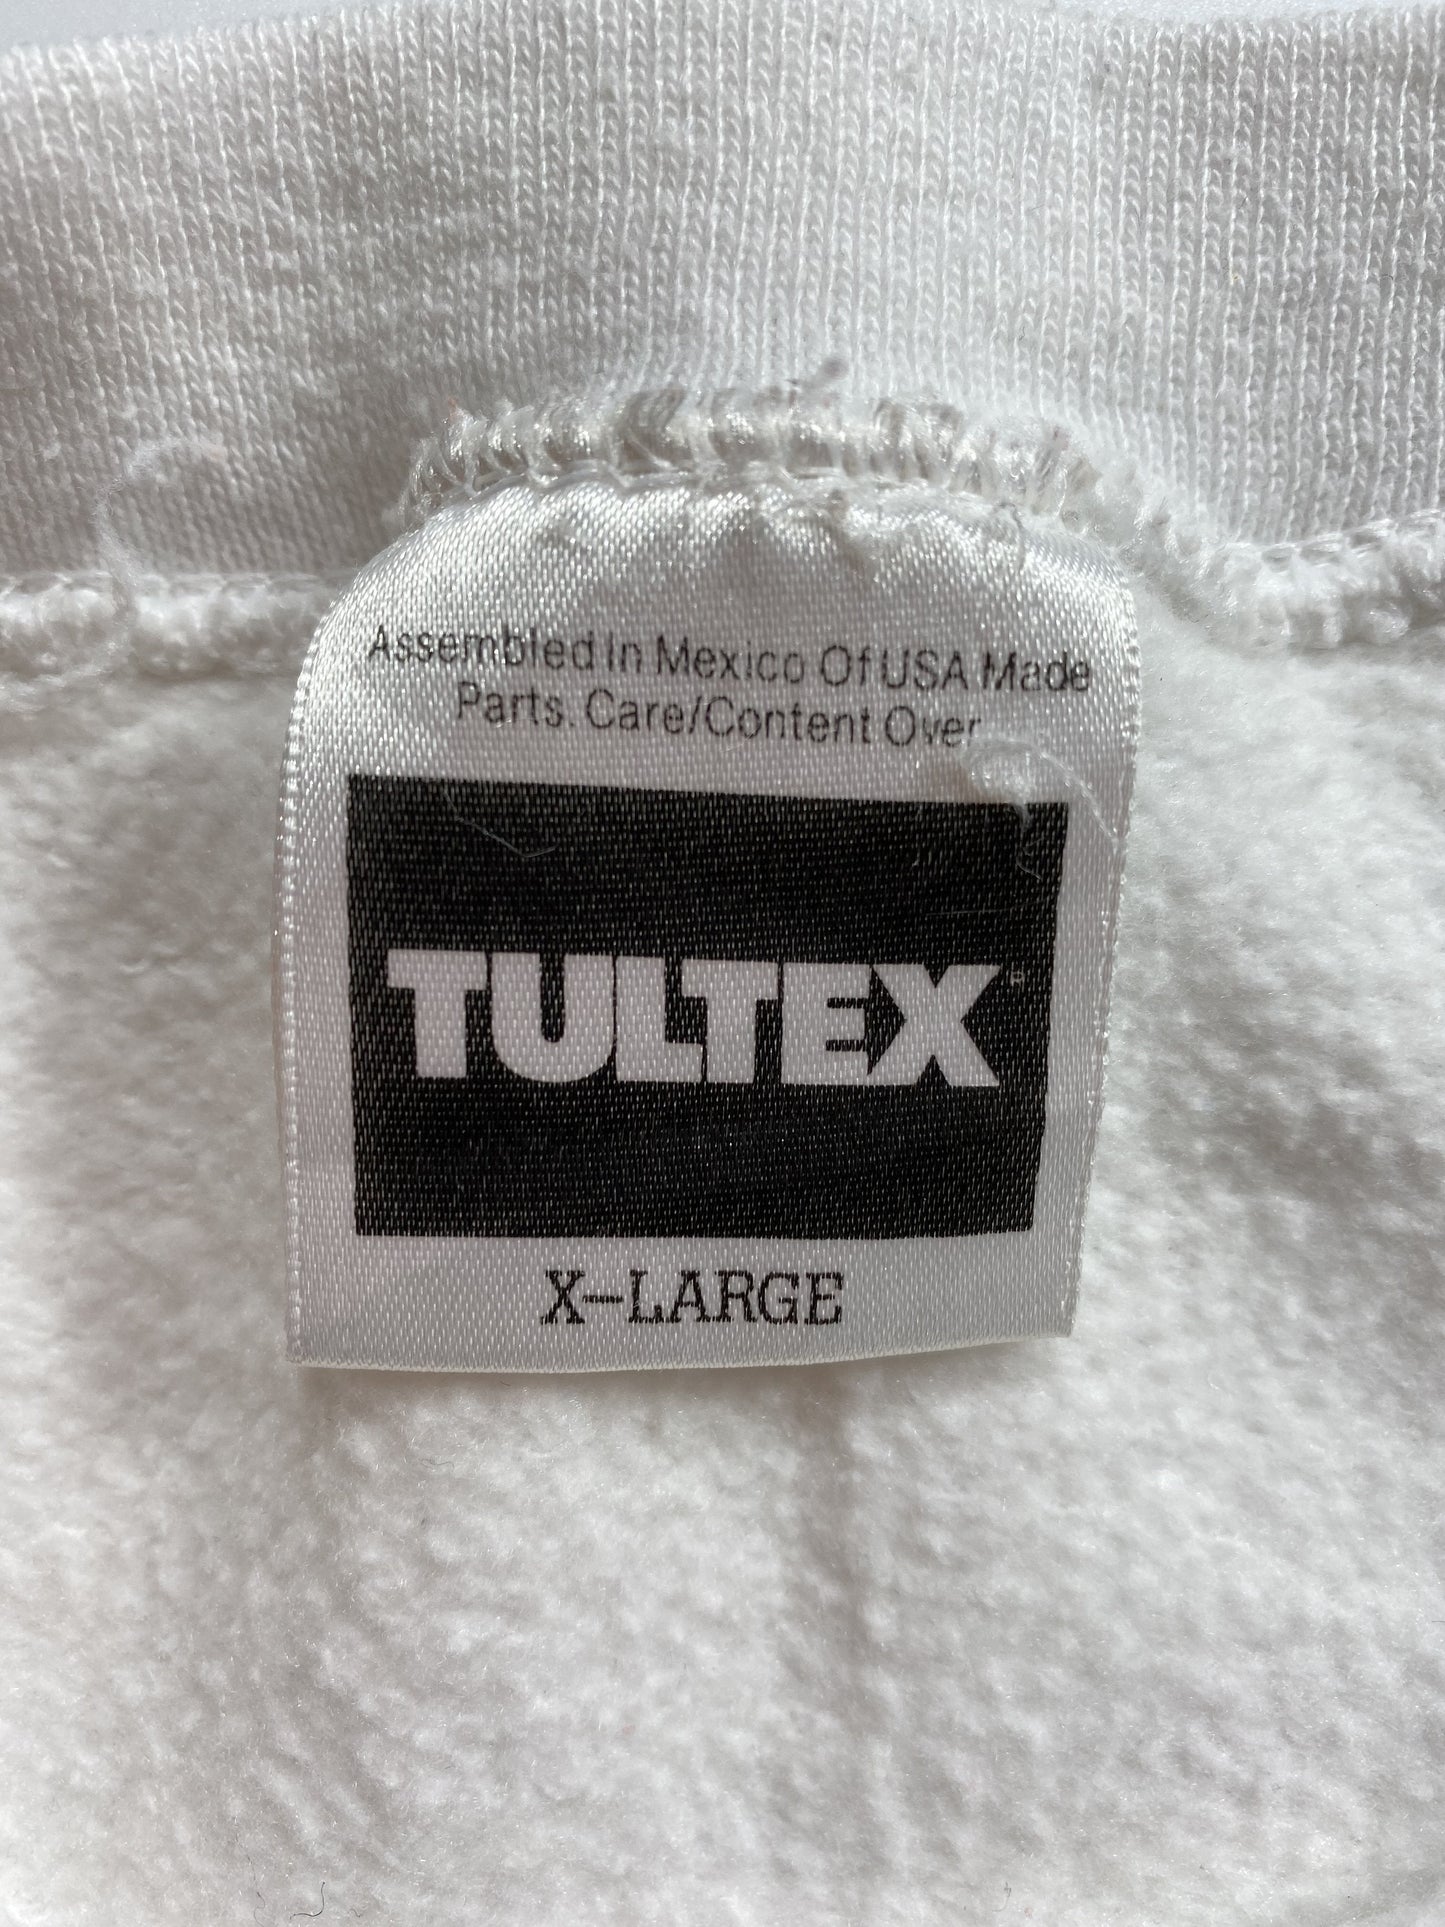 Assembled In Mexico Of USA Made
Parts. Care/Content Over
TULTEX®
X-LARGE